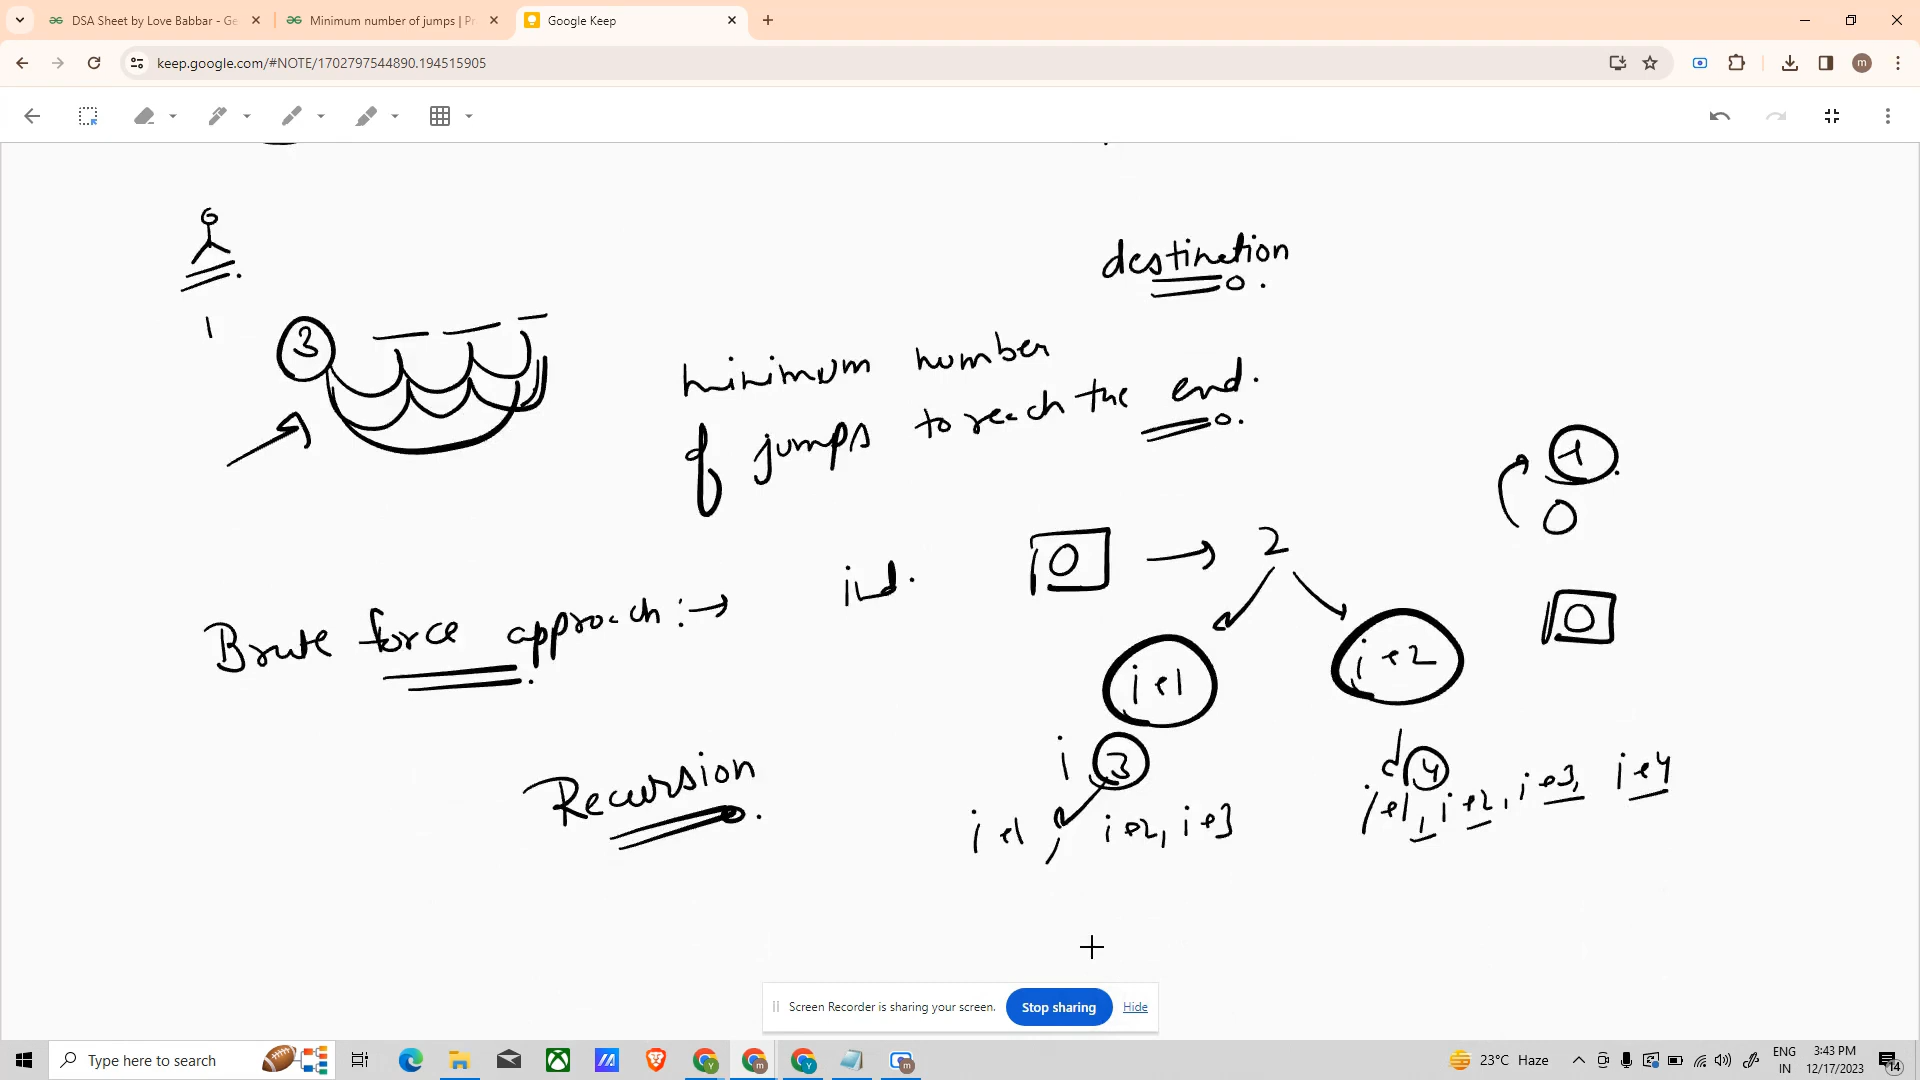 DSA Sheet by Love Babbar - Ge
Minimum number of jumps | Pr
Google Keep
keep.google.com/#NOTE/1702797544890.194515905
m
destination
1
3
minimum number
of jumps to reach the end.
0 → 2
0
Brute force approach :→
ind.
i+1
i+2
0
Recursion
i 3
4
i+1, i+2, i+3
i+1, i+2, i+3, i+4
Screen Recorder is sharing your screen.
Stop sharing
Hide
Type here to search
23°C Haze
ENG
IN
3:43 PM
12/17/2023
14